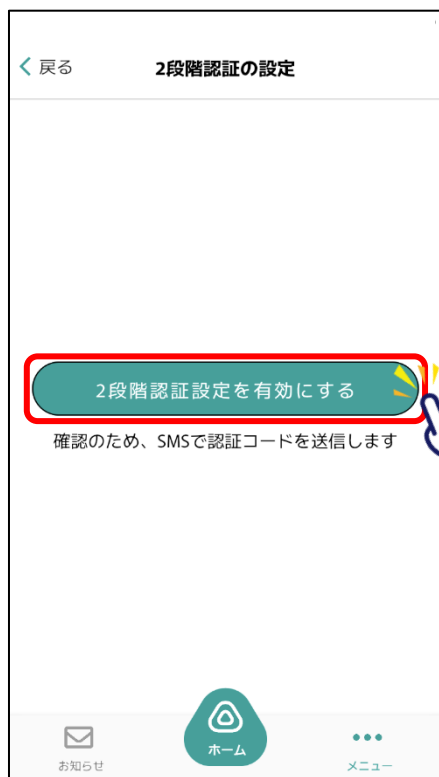 戻る
2段階認証の設定
2段階認証設定を有効にする
確認のため、SMSで認証コードを送信します
お知らせ
ホーム
メニュー